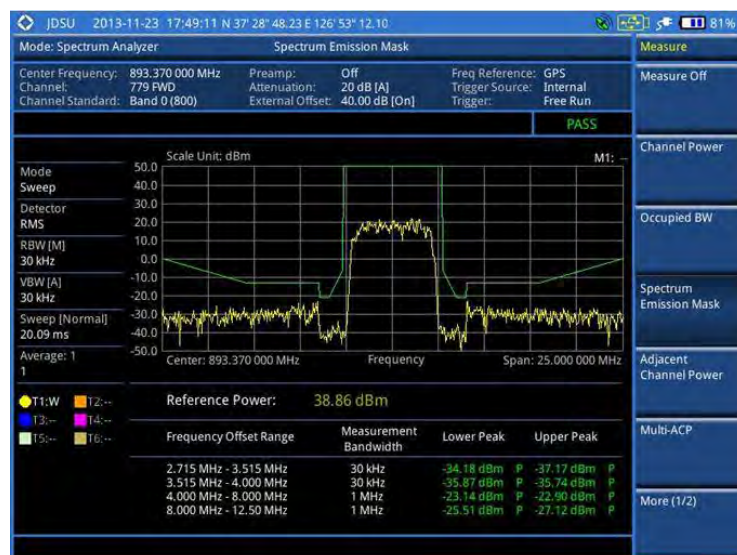 JDSU 2013-11-23 17:49:11 N 37' 28" 48.23 E 126' 53" 12.10 81%
Mode: Spectrum Analyzer Spectrum Emission Mask
Center Frequency: 893.370 000 MHz Preamp: Off Freq Reference: GPS
Channel: 779 FWD Attenuation: 20 dB [A] Trigger Source: Internal
Channel Standard: Band 0 (800) External Offset: 40.00 dB [On] Trigger: Free Run
PASS
Scale Unit: dBm M1: --
Mode
Sweep
Detector
RMS
RBW [M]
30 kHz
VBW [A]
30 kHz
Sweep [Normal]
20.09 ms
Average: 1
1
T1:W T2:--
T3:-- T4:--
T5:-- T6:--
50.0
40.0
30.0
20.0
10.0
0.0
-10.0
-20.0
-30.0
-40.0
-50.0
Center: 893.370 000 MHz Frequency Span: 25.000 000 MHz
Reference Power: 38.86 dBm
Frequency Offset Range Measurement Bandwidth Lower Peak Upper Peak
2.715 MHz - 3.515 MHz 30 kHz -34.18 dBm P -37.17 dBm P
3.515 MHz - 4.000 MHz 30 kHz -35.87 dBm P -35.74 dBm P
4.000 MHz - 8.000 MHz 1 MHz -23.14 dBm P -22.90 dBm P
8.000 MHz - 12.50 MHz 1 MHz -25.51 dBm P -27.12 dBm P
Measure
Measure Off
Channel Power
Occupied BW
Spectrum
Emission Mask
Adjacent
Channel Power
Multi-ACP
More (1/2)